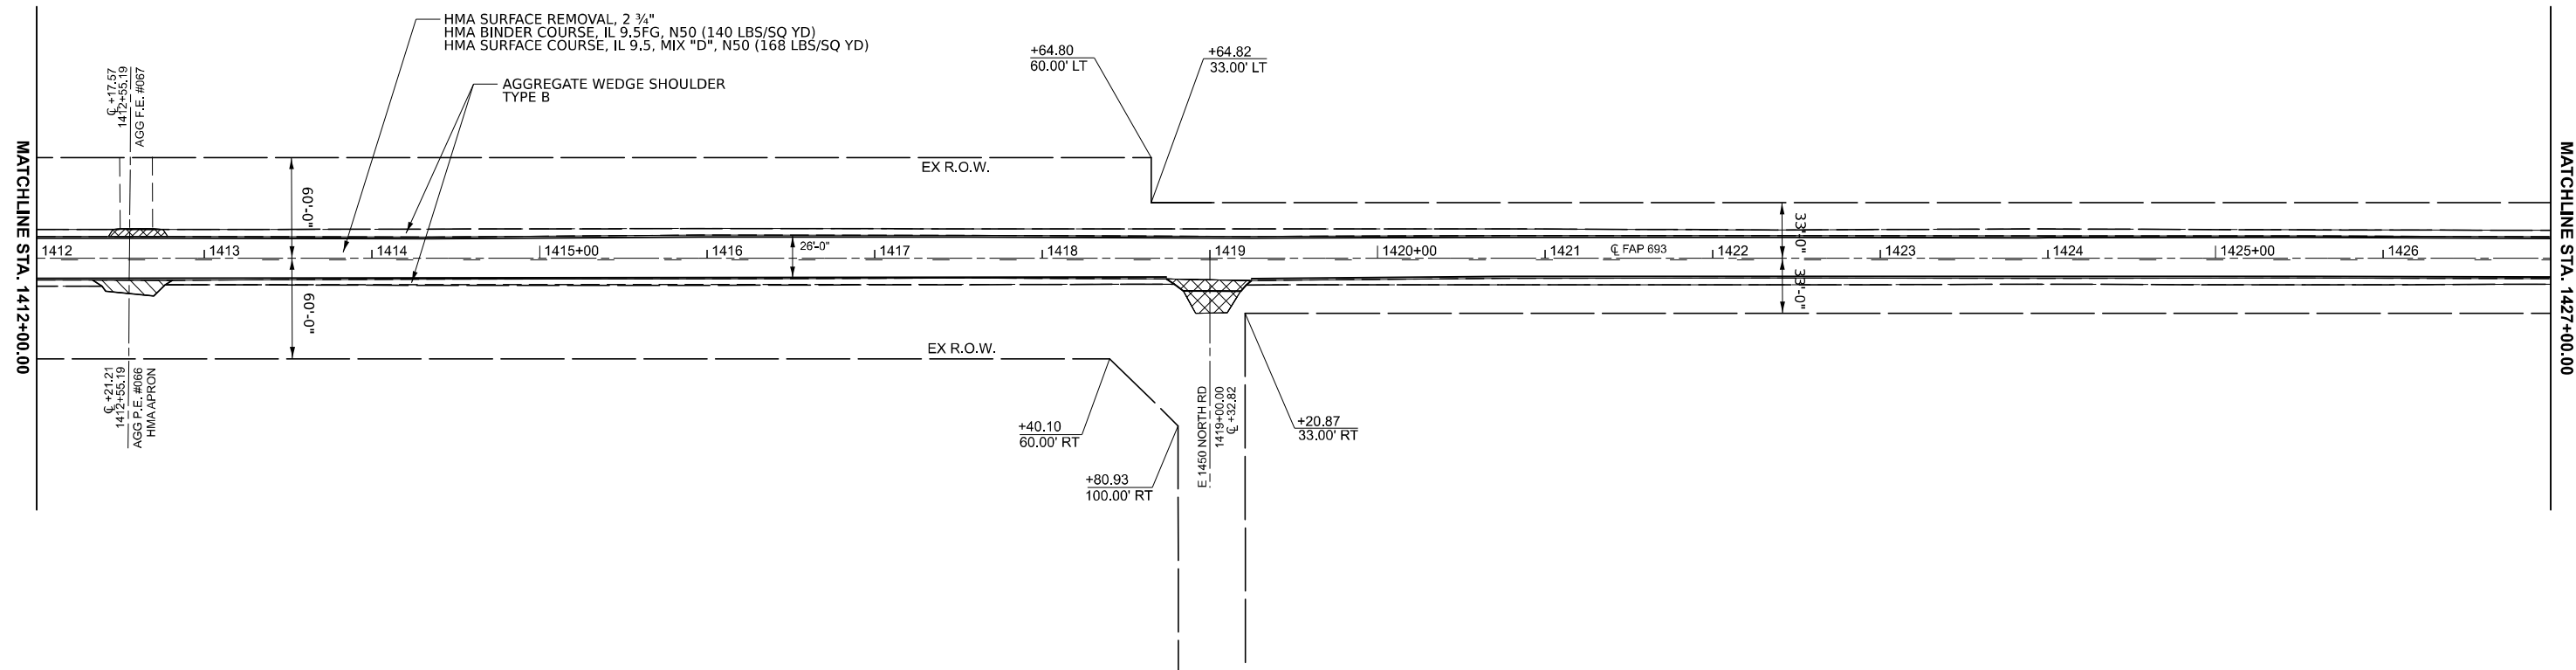 HMA SURFACE REMOVAL, 2 ¾"
HMA BINDER COURSE, IL 9.5FG, N50 (140 LBS/SQ YD)
HMA SURFACE COURSE, IL 9.5, MIX "D", N50 (168 LBS/SQ YD)
AGGREGATE WEDGE SHOULDER
TYPE B
℄ +17.57
1412+55.19
AGG F.E. #067
+64.80
60.00' LT
+64.82
33.00' LT
MATCHLINE STA. 1412+00.00
MATCHLINE STA. 1427+00.00
EX R.O.W.
60'-0"
33'-0"
1412
1413
1414
1415+00
1416
26'-0"
1417
1418
1419
1420+00
1421
℄ FAP 693
1422
1423
1424
1425+00
1426
60'-0"
33'-0"
EX R.O.W.
℄ +21.21
1412+55.19
AGG P.E. #066
HMA APRON
+40.10
60.00' RT
+80.93
100.00' RT
E 1450 NORTH RD
1419+00.00
℄ +32.82
+20.87
33.00' RT